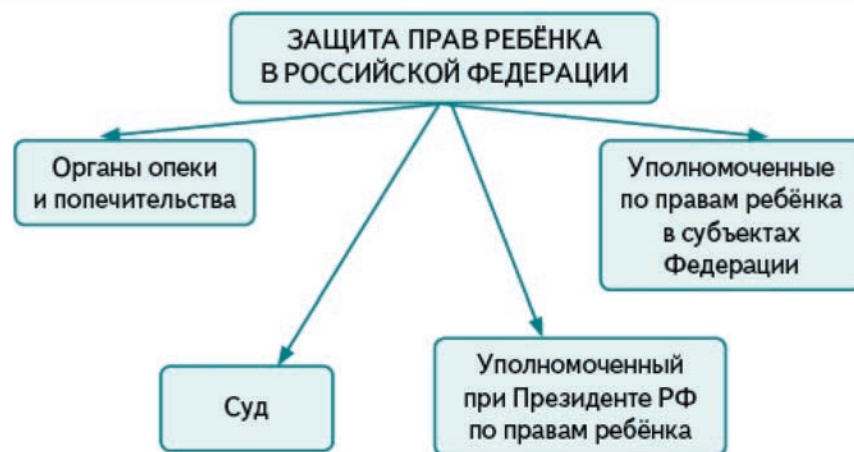 ЗАЩИТА ПРАВ РЕБЁНКА
В РОССИЙСКОЙ ФЕДЕРАЦИИ
Органы опеки
и попечительства
Уполномоченные
по правам ребёнка
в субъектах
Федерации
Суд
Уполномоченный
при Президенте РФ
по правам ребёнка